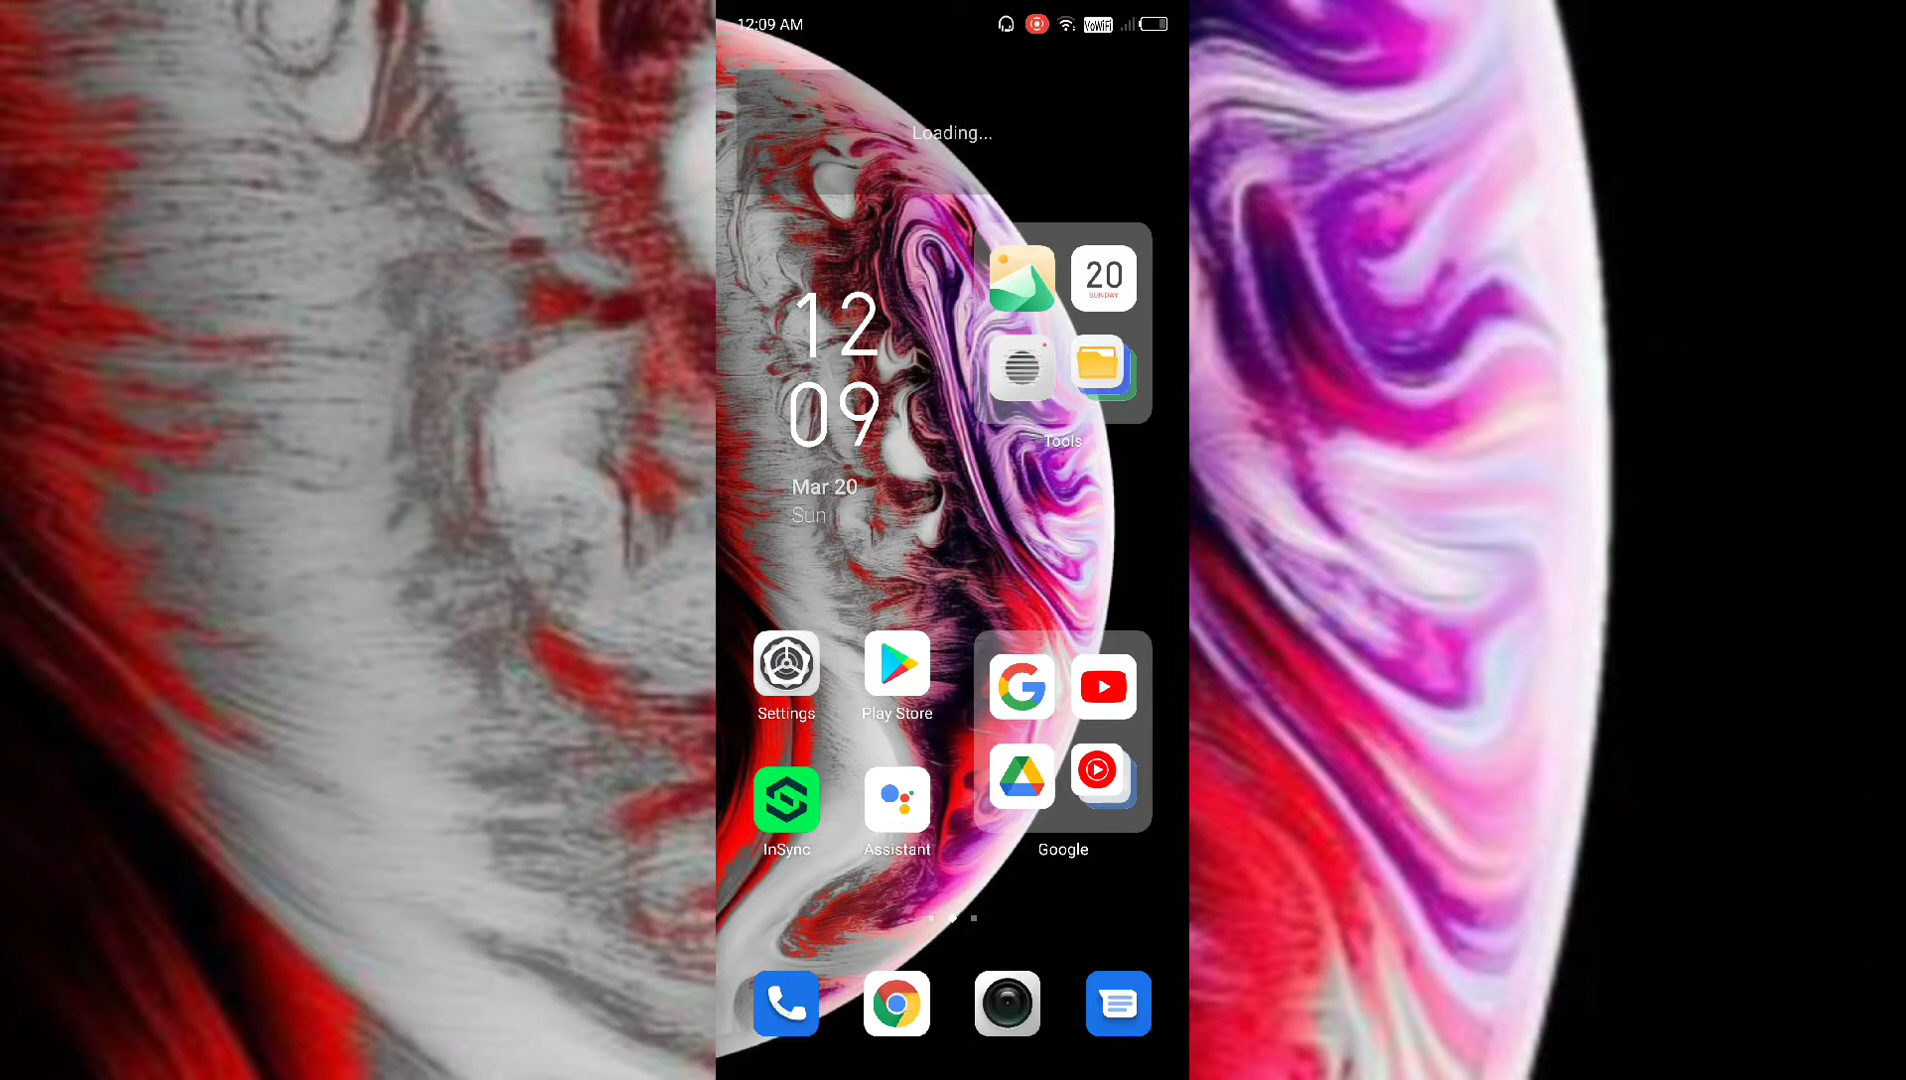 12:09 AM
VoWiFi
Loading...
20
SUNDAY
12
09
Tools
Mar 20
Sun
Settings
Play Store
InSync
Assistant
Google